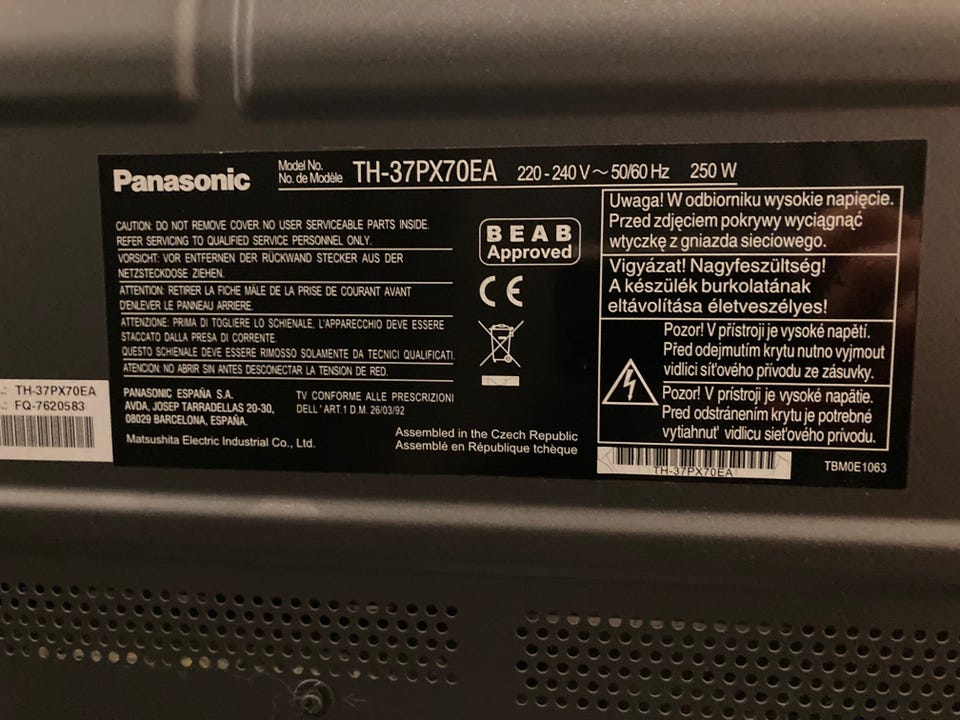 Panasonic
Model No.
No. de Modèle
TH-37PX70EA
220 - 240 V ~ 50/60 Hz 250 W
CAUTION: DO NOT REMOVE COVER. NO USER SERVICEABLE PARTS INSIDE.
REFER SERVICING TO QUALIFIED SERVICE PERSONNEL ONLY.
VORSICHT: VOR ENTFERNEN DER RÜCKWAND STECKER AUS DER
NETZSTECKDOSE ZIEHEN.
ATTENTION: RETIRER LA FICHE MÂLE DE LA PRISE DE COURANT AVANT
D'ENLEVER LE PANNEAU ARRIERE.
ATTENZIONE: PRIMA DI TOGLIERE LO SCHIENALE, L'APPARECCHIO DEVE ESSERE
STACCATO DALLA PRESA DI CORRENTE.
QUESTO SCHIENALE DEVE ESSERE RIMOSSO SOLAMENTE DA TECNICI QUALIFICATI.
ATENCION: NO ABRIR SIN ANTES DESCONECTAR LA TENSION DE RED.
PANASONIC ESPAÑA S.A.
AVDA, JOSEP TARRADELLAS 20-30,
08029 BARCELONA, ESPAÑA.
TV CONFORME ALLE PRESCRIZIONI
DELL'ART.1 D.M. 26/03/92
Matsushita Electric Industrial Co., Ltd.
Assembled in the Czech Republic
Assemblé en République tchèque
BEAB
Approved
CE
Uwaga! W odbiorniku wysokie napięcie.
Przed zdjęciem pokrywy wyciągnąć
wtyczkę z gniazda sieciowego.
Vigyázat! Nagyfeszültség!
A készülék burkolatának
eltávolítása életveszélyes!
Pozor! V přístroji je vysoké napětí.
Před odejmutím krytu nutno vyjmout
vidlici síťového přívodu ze zásuvky.
Pozor! V prístroji je vysoké napätie.
Pred odstránením krytu je potrebné
vytiahnuť vidlicu sieťového prívodu.
TH-37PX70EA
TBM0E1063
.: TH-37PX70EA
.: FQ-7620583